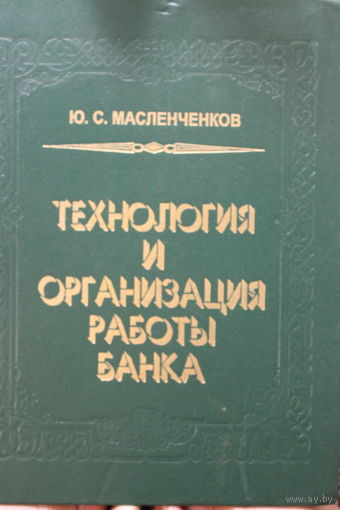 Ю. С. МАСЛЕНЧЕНКОВ
ТЕХНОЛОГИЯ
И
ОРГАНИЗАЦИЯ
РАБОТЫ
БАНКА
© www.ay.by